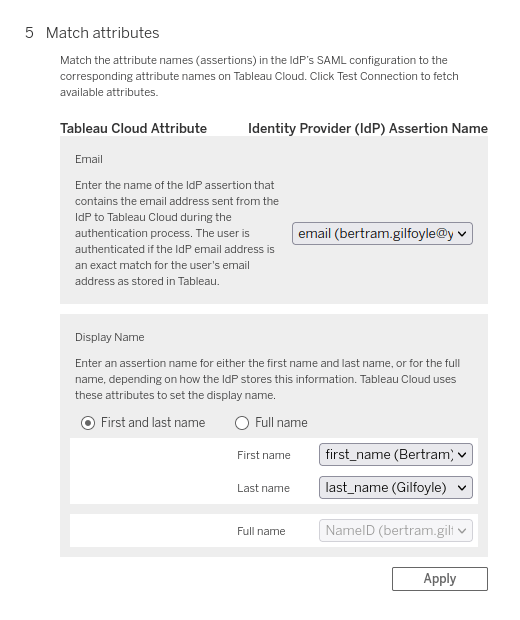 5 Match attributes
Match the attribute names (assertions) in the IdP's SAML configuration to the
corresponding attribute names on Tableau Cloud. Click Test Connection to fetch
available attributes.
Tableau Cloud Attribute Identity Provider (IdP) Assertion Name
Email
Enter the name of the IdP assertion that
contains the email address sent from the
IdP to Tableau Cloud during the
authentication process. The user is
authenticated if the IdP email address is
an exact match for the user's email
address as stored in Tableau.
email (bertram.gilfoyle@y
Display Name
Enter an assertion name for either the first name and last name, or for the full
name, depending on how the IdP stores this information. Tableau Cloud uses
these attributes to set the display name.
First and last name Full name
First name first_name (Bertram)
Last name last_name (Gilfoyle)
Full name NameID (bertram.gilf
Apply